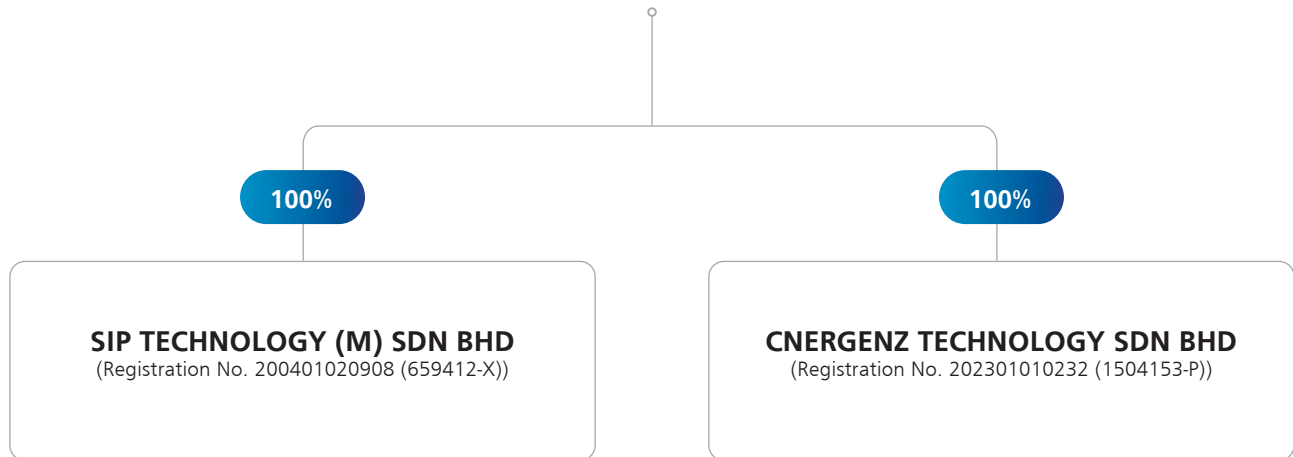 100%
100%
SIP TECHNOLOGY (M) SDN BHD
(Registration No. 200401020908 (659412-X))
CNERGENZ TECHNOLOGY SDN BHD
(Registration No. 202301010232 (1504153-P))